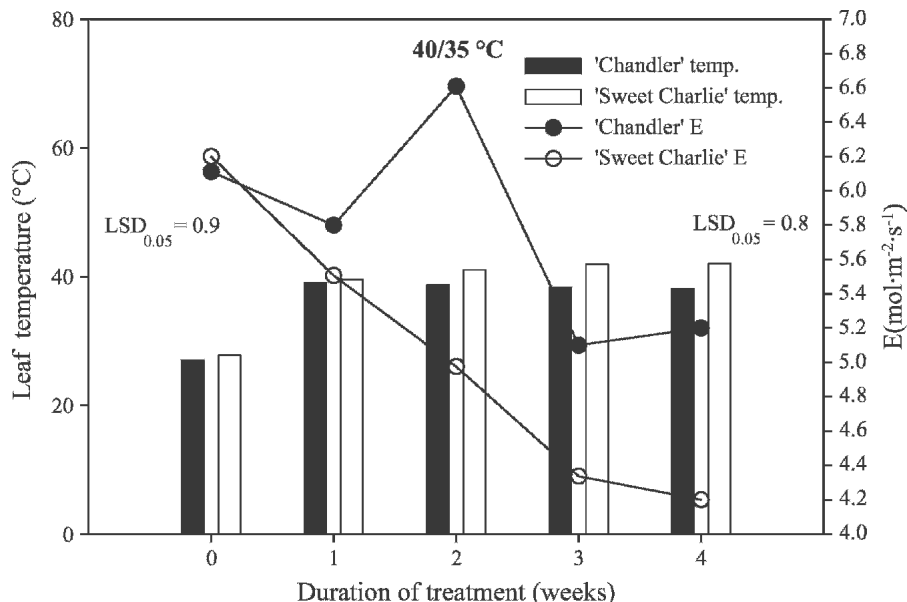 40/35 °C
'Chandler' temp.
'Sweet Charlie' temp.
'Chandler' E
'Sweet Charlie' E
LSD0.05 = 0.9
LSD0.05 = 0.8
Leaf temperature (°C)
80
60
40
20
0
E(mol·m-2·s-1)
7.0
6.8
6.6
6.4
6.2
6.0
5.8
5.6
5.4
5.2
5.0
4.8
4.6
4.4
4.2
4.0
0 1 2 3 4
Duration of treatment (weeks)